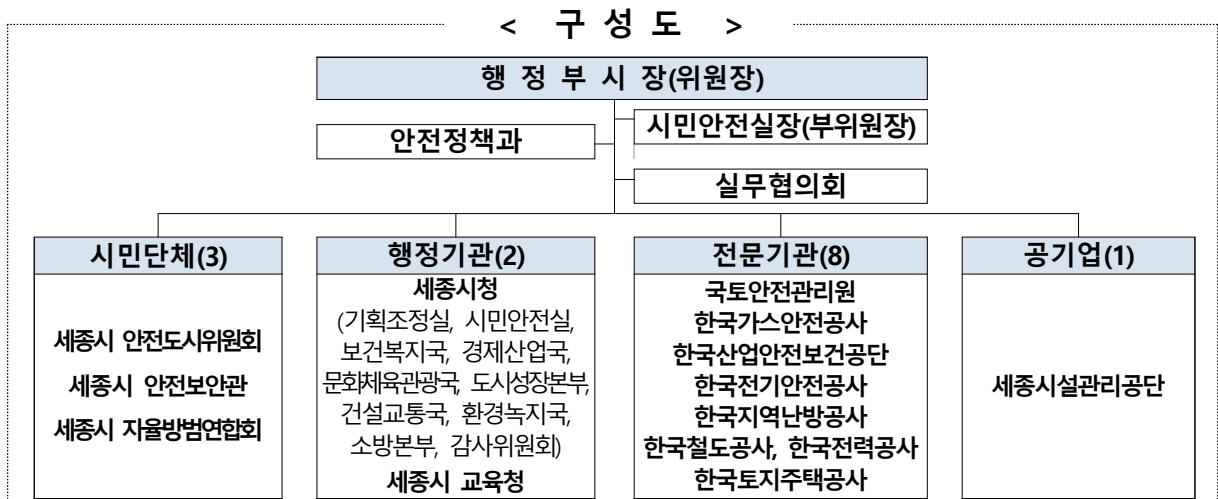 < 구 성 도 >
행 정 부 시 장(위원장)
시민안전실장(부위원장)
안전정책과
실무협의회
시민단체(3)
세종시 안전도시위원회
세종시 안전보안관
세종시 자율방범연합회
행정기관(2)
세종시청
(기획조정실, 시민안전실,
보건복지국, 경제산업국,
문화체육관광국, 도시성장본부,
건설교통국, 환경녹지국,
소방본부, 감사위원회)
세종시 교육청
전문기관(8)
국토안전관리원
한국가스안전공사
한국산업안전보건공단
한국전기안전공사
한국지역난방공사
한국철도공사, 한국전력공사
한국토지주택공사
공기업(1)
세종시설관리공단